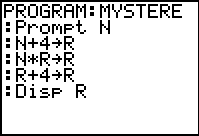 PROGRAM:MYSTERE
:Prompt N
:N+4→R
:N*R→R
:R+4→R
:Disp R